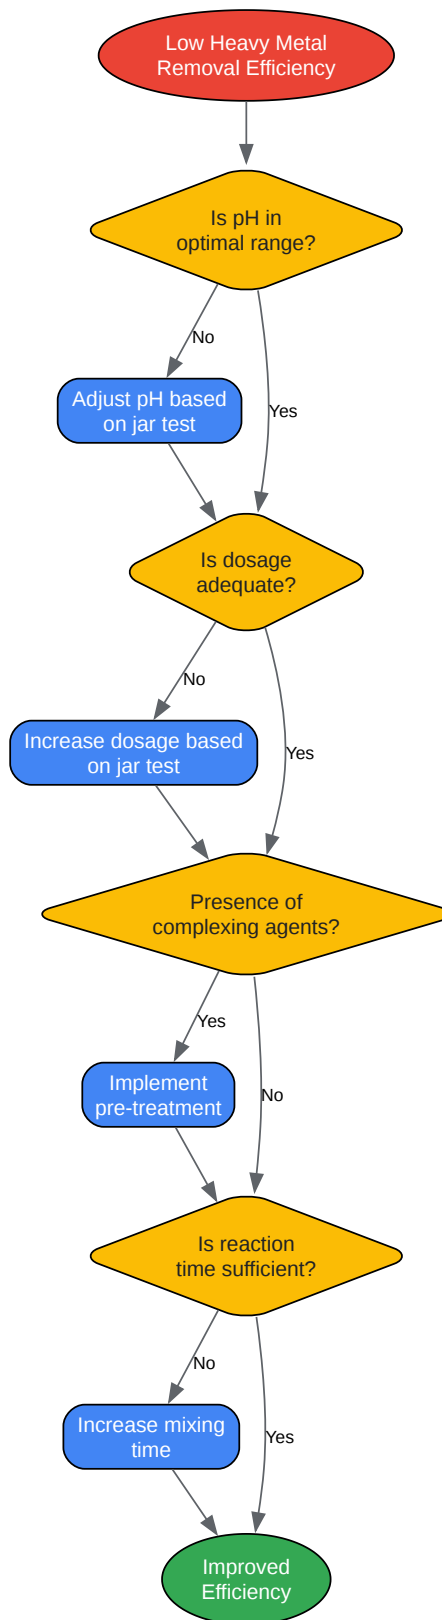 Low Heavy Metal
Removal Efficiency
Is pH in
optimal range?
No
Adjust pH based
on jar test
Yes
Is dosage
adequate?
No
Increase dosage based
on jar test
Yes
Presence of
complexing agents?
Yes
Implement
pre-treatment
No
Is reaction
time sufficient?
No
Increase mixing
time
Yes
Improved
Efficiency